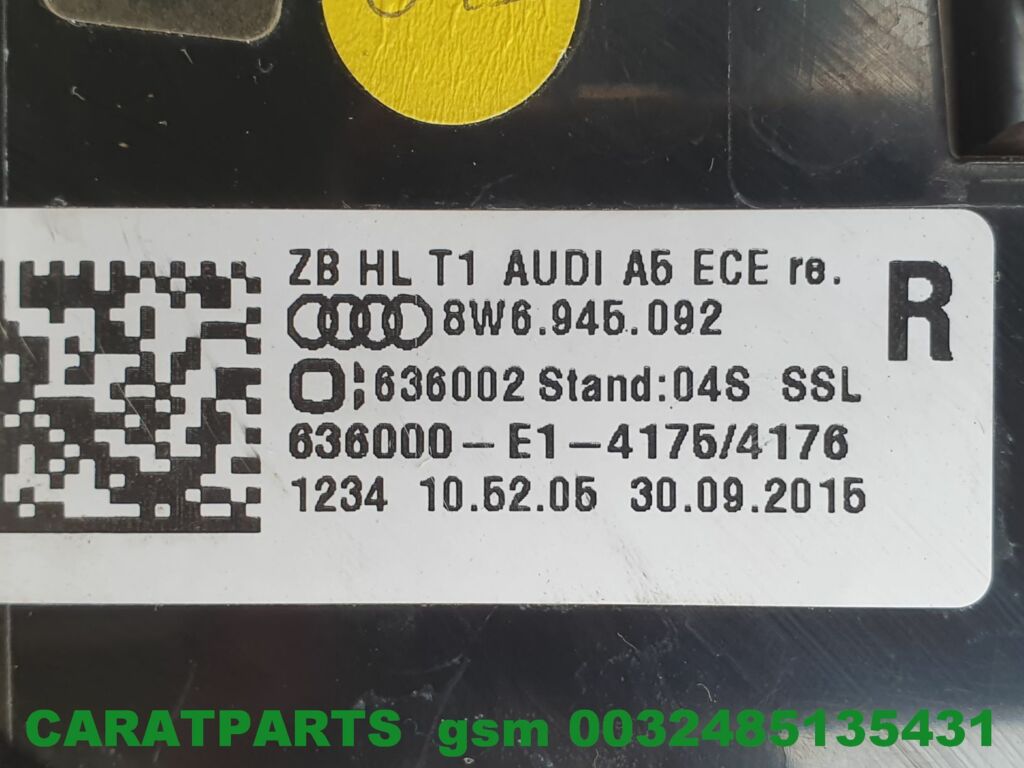 ZB HL T1 AUDI A5 ECE re.
R
8W6.945.092
636002 Stand:04S SSL
636000-E1-4175/4176
1234 10.52.05 30.09.2015
CARATPARTS gsm 0032485135431